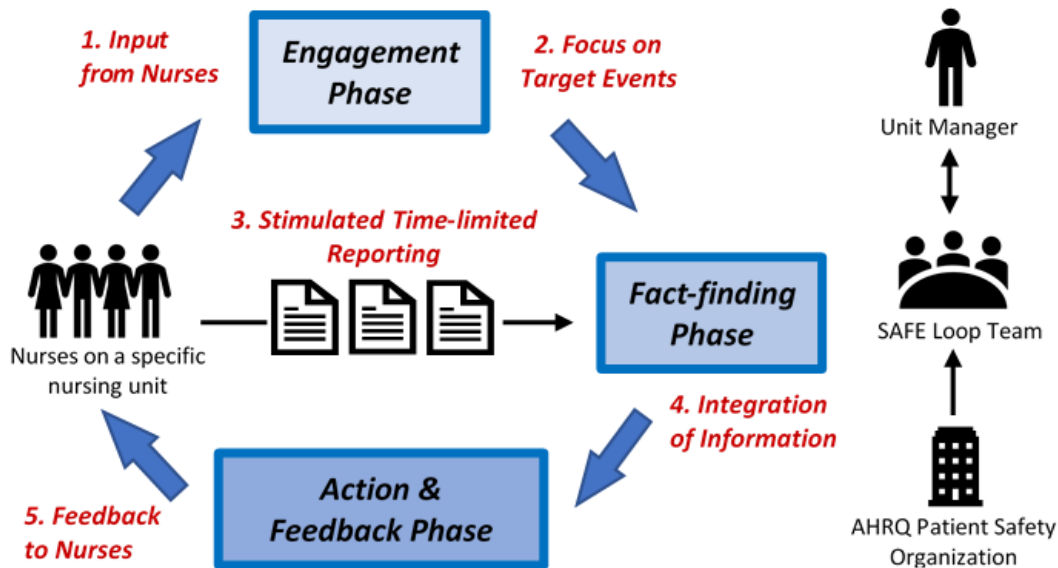 1. Input
from Nurses
Engagement
Phase
2. Focus on
Target Events
Unit Manager
3. Stimulated Time-limited
Reporting
Nurses on a specific
nursing unit
Fact-finding
Phase
SAFE Loop Team
4. Integration
of Information
Action &
Feedback Phase
5. Feedback
to Nurses
AHRQ Patient Safety
Organization